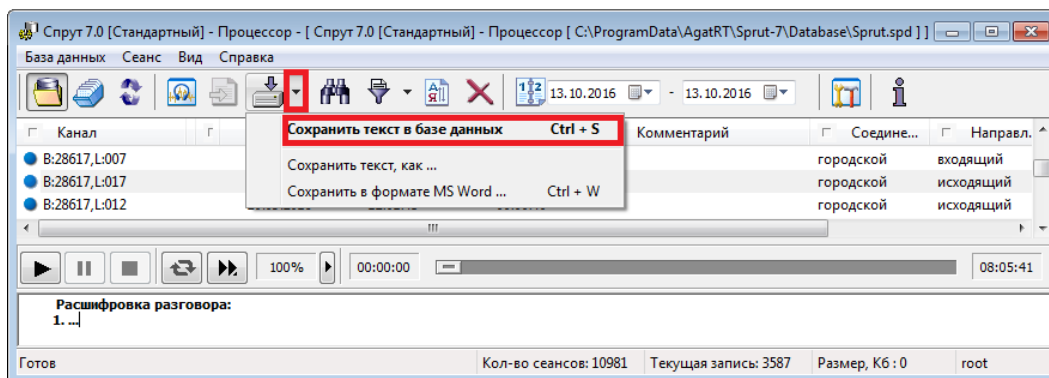 Спрут 7.0 [Стандартный] - Процессор - [ Спрут 7.0 [Стандартный] - Процессор [ C:\ProgramData\AgatRT\Sprut-7\Database\Sprut.spd ] ]
База данных Сеанс Вид Справка
13.10.2016 - 13.10.2016
Сохранить текст в базе данных Ctrl + S
Сохранить текст, как ...
Сохранить в формате MS Word ... Ctrl + W
Канал Комментарий Соедине... Направл.
B:28617,L:007 городской входящий
B:28617,L:017 городской исходящий
B:28617,L:012 городской исходящий
100% 00:00:00 08:05:41
Расшифровка разговора:
1. ...
Готов Кол-во сеансов: 10981 Текущая запись: 3587 Размер, Кб : 0 root